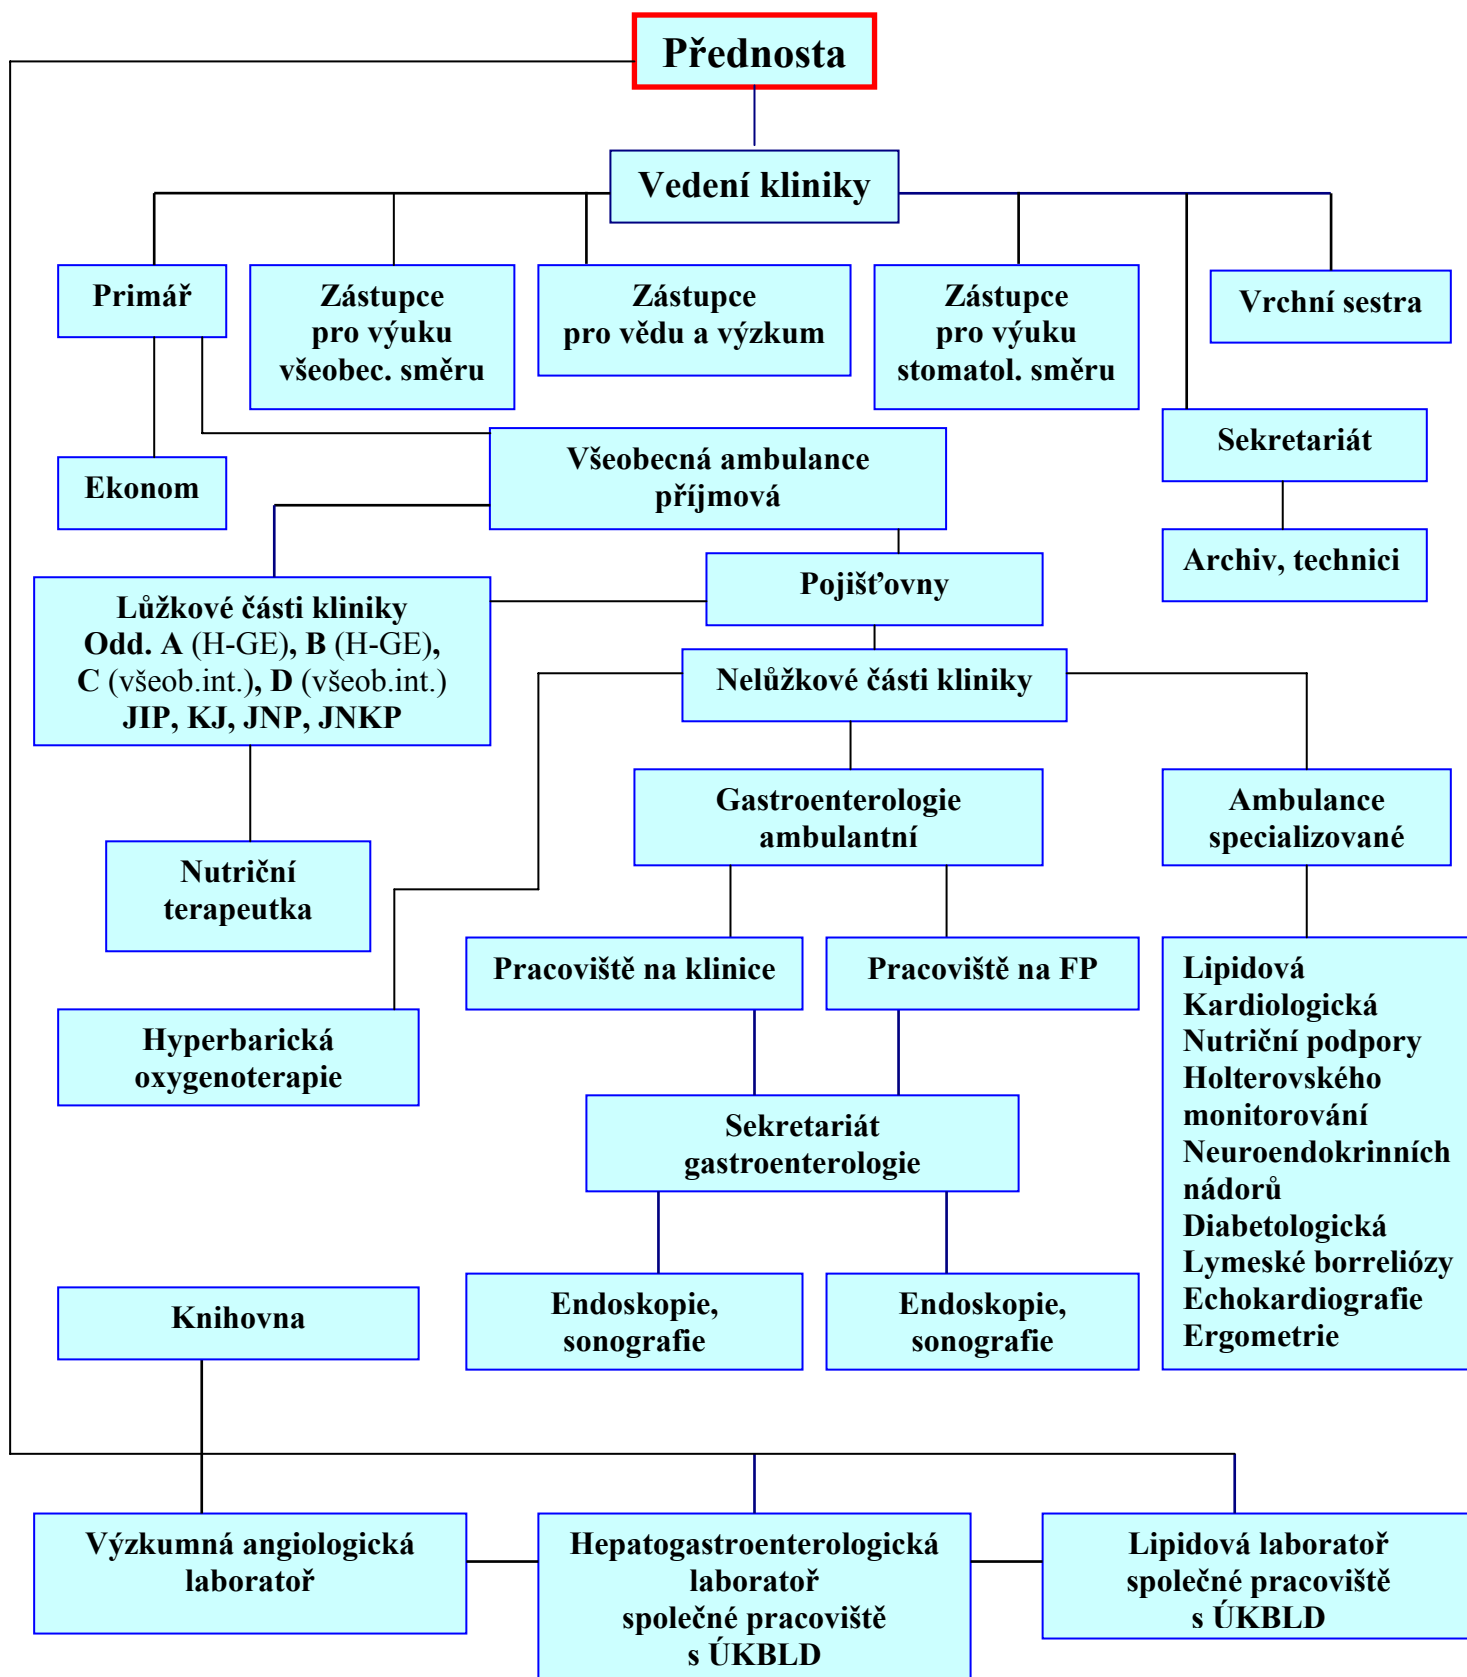 Přednosta
Vedení kliniky
Primář
Zástupce
pro výuku
všeobec. směru
Zástupce
pro vědu a výzkum
Zástupce
pro výuku
stomatol. směru
Vrchní sestra
Sekretariát
Ekonom
Všeobecná ambulance
příjmová
Archiv, technici
Pojišťovny
Lůžkové části kliniky
Odd. A (H-GE), B (H-GE),
C (všeob.int.), D (všeob.int.)
JIP, KJ, JNP, JNKP
Nelůžkové části kliniky
Gastroenterologie
ambulantní
Ambulance
specializované
Nutriční
terapeutka
Pracoviště na klinice
Pracoviště na FP
Lipidová
Kardiologická
Nutriční podpory
Holterovského
monitorování
Neuroendokrinních
nádorů
Diabetologická
Lymeské borreliózy
Echokardiografie
Ergometrie
Hyperbarická
oxygenoterapie
Sekretariát
gastroenterologie
Endoskopie,
sonografie
Endoskopie,
sonografie
Knihovna
Výzkumná angiologická
laboratoř
Hepatogastroenterologická
laboratoř
společné pracoviště
s ÚKBLD
Lipidová laboratoř
společné pracoviště
s ÚKBLD